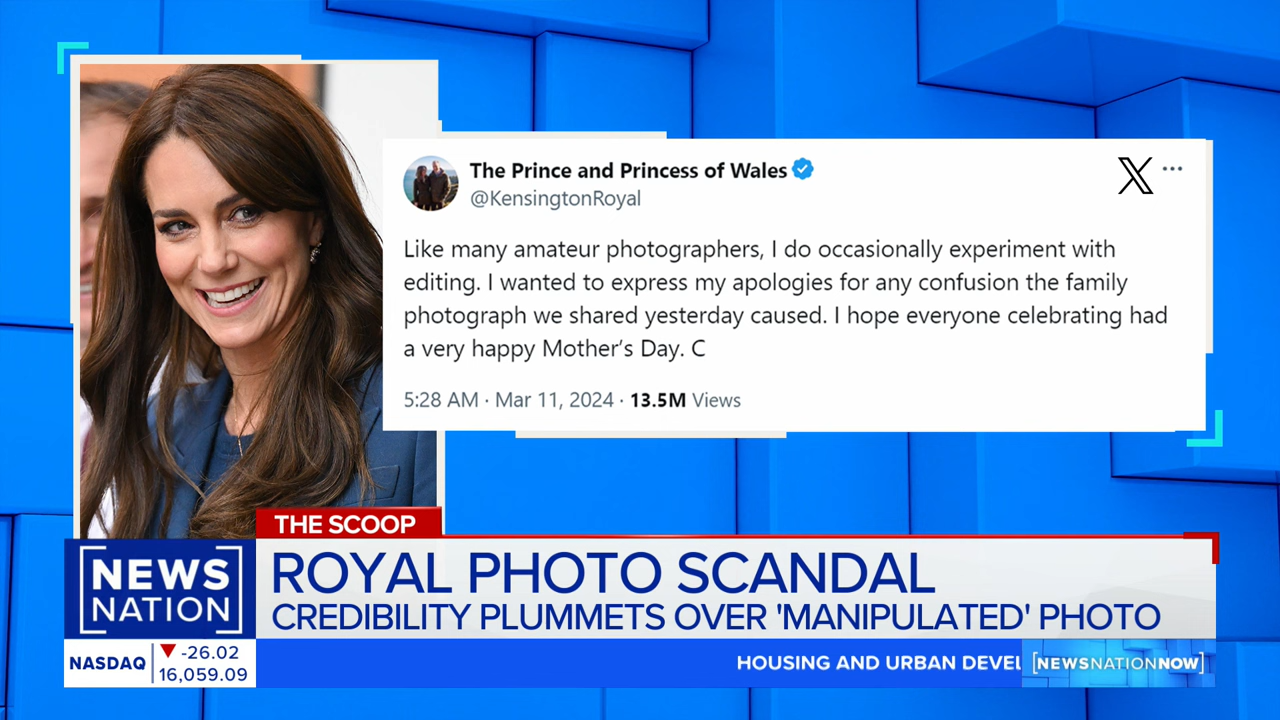 The Prince and Princess of Wales
@KensingtonRoyal
Like many amateur photographers, I do occasionally experiment with
editing. I wanted to express my apologies for any confusion the family
photograph we shared yesterday caused. I hope everyone celebrating had
a very happy Mother's Day. C
5:28 AM · Mar 11, 2024 · 13.5M Views
THE SCOOP
NEWS
NATION
ROYAL PHOTO SCANDAL
CREDIBILITY PLUMMETS OVER 'MANIPULATED' PHOTO
NASDAQ
-26.02
16,059.09
HOUSING AND URBAN DEVEL
[NEWSNATIONNOW]